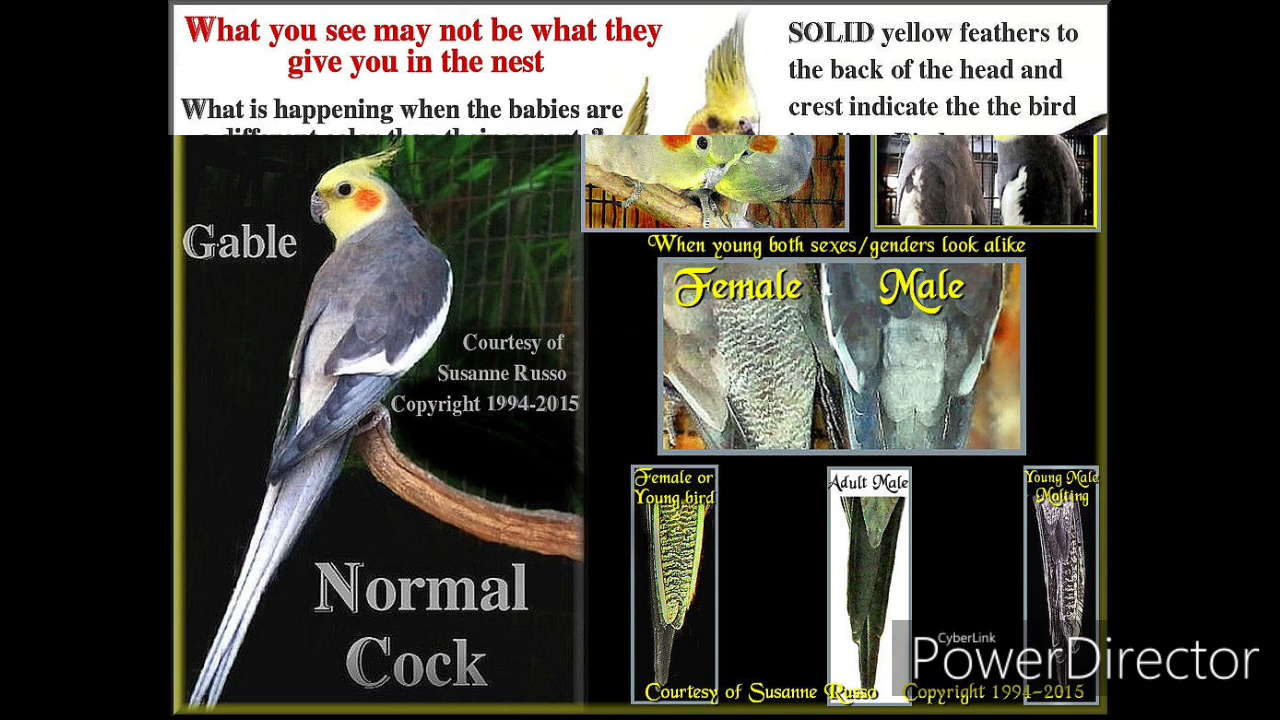 What you see may not be what they
give you in the nest
What is happening when the babies are
SOLID yellow feathers to
the back of the head and
crest indicate the the bird
Gable
Courtesy of
Susanne Russo
Copyright 1994-2015
Normal
Cock
When young both sexes/genders look alike
Female
Male
Female or
Young bird
Adult Male
Young Male
Molting
Courtesy of Susanne Russo Copyright 1994-2015
CyberLink
PowerDirector